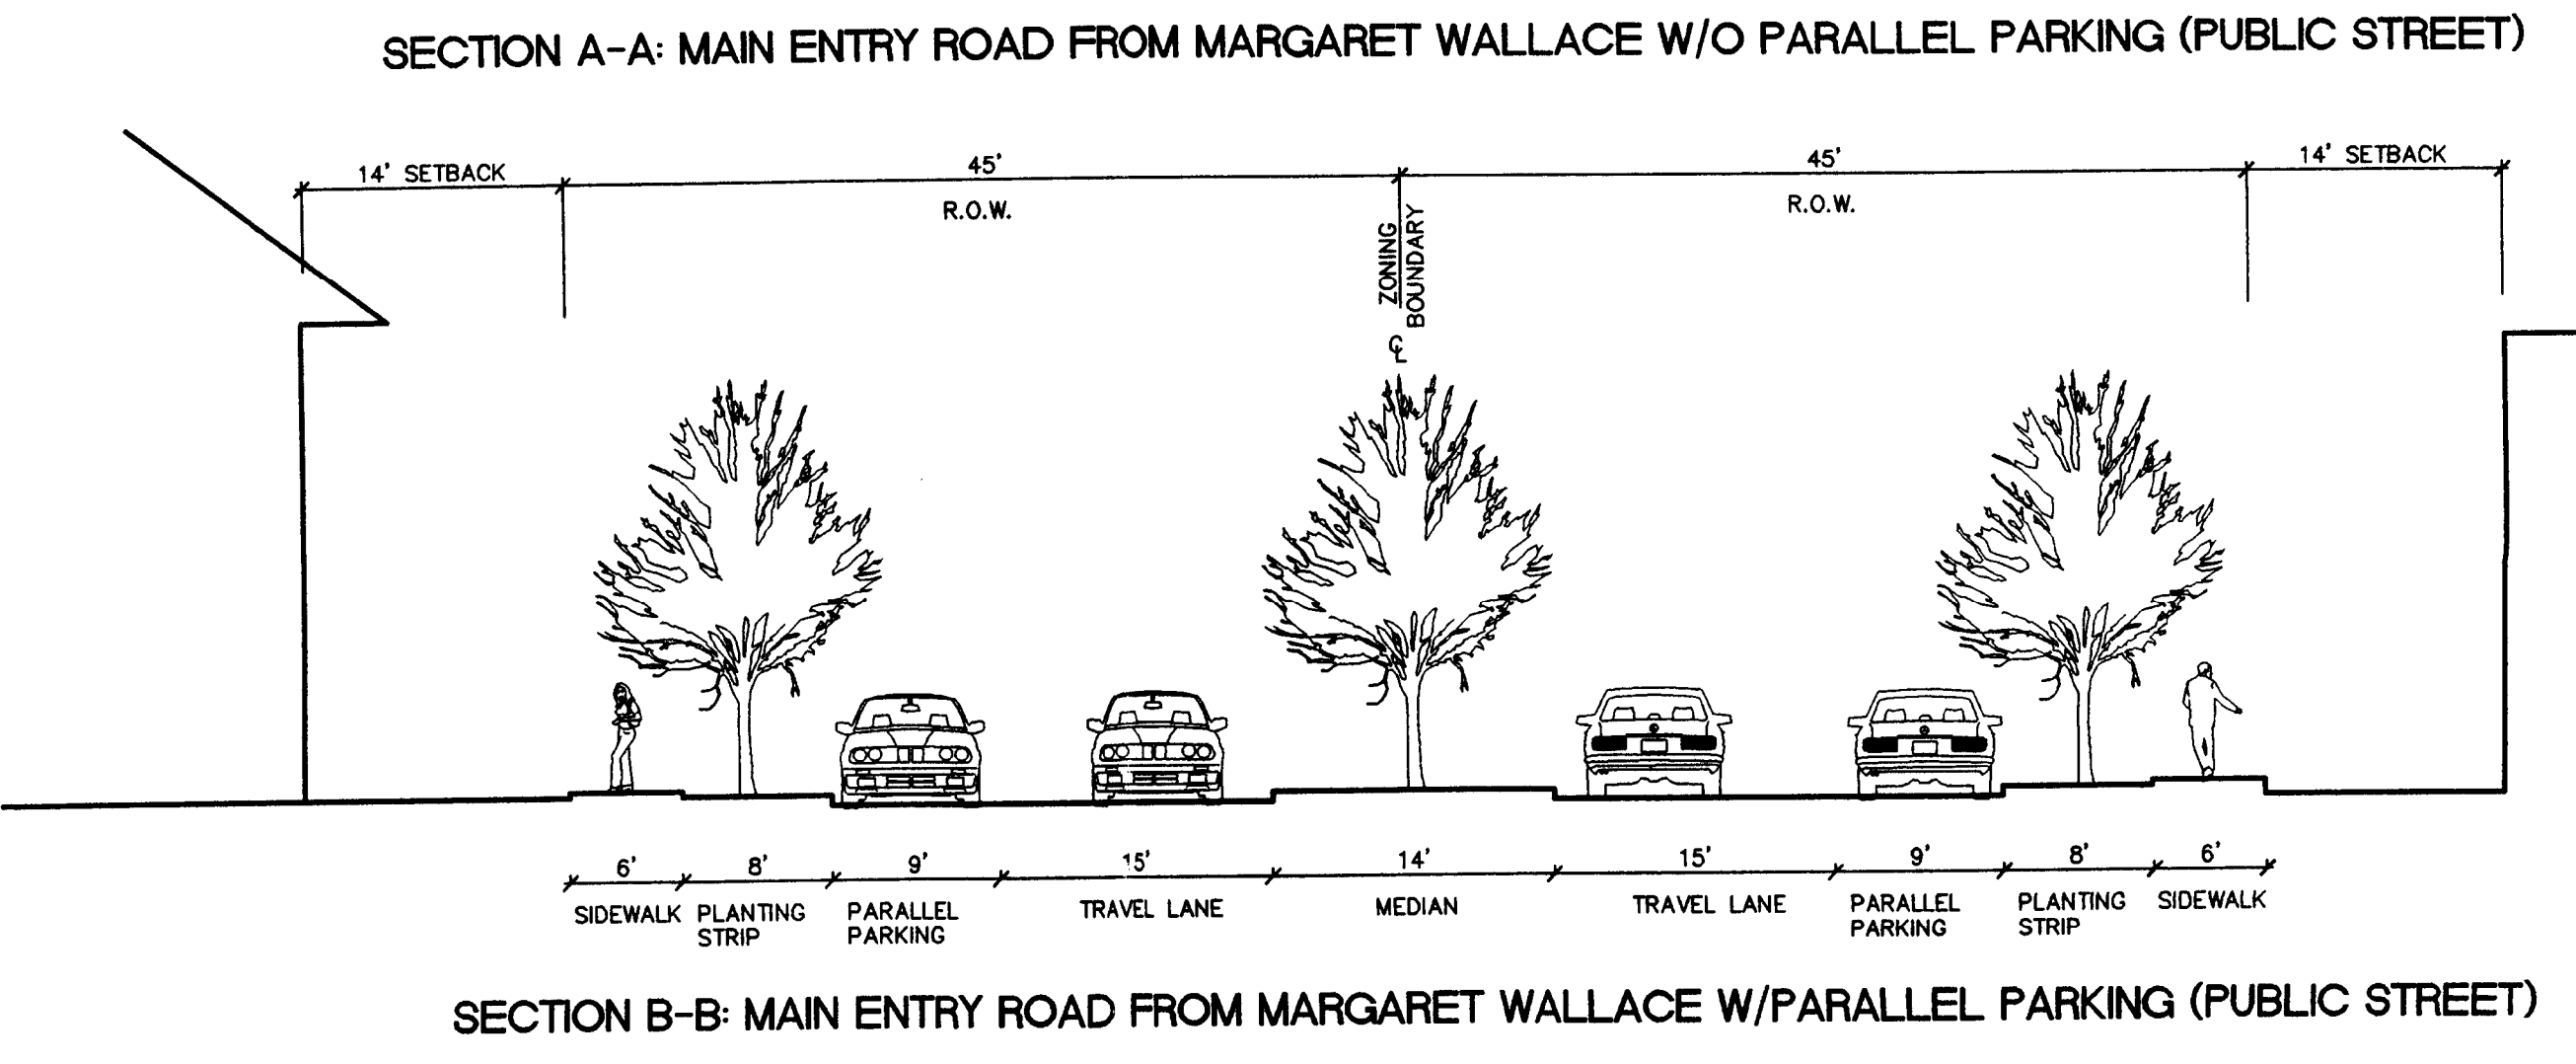 SECTION A-A: MAIN ENTRY ROAD FROM MARGARET WALLACE W/O PARALLEL PARKING (PUBLIC STREET)
14' SETBACK
45'
45'
14' SETBACK
R.O.W.
R.O.W.
ZONING
BOUNDARY
℄
6'
8'
9'
15'
14'
15'
9'
8'
6'
SIDEWALK
PLANTING
STRIP
PARALLEL
PARKING
TRAVEL LANE
MEDIAN
TRAVEL LANE
PARALLEL
PARKING
PLANTING
STRIP
SIDEWALK
SECTION B-B: MAIN ENTRY ROAD FROM MARGARET WALLACE W/PARALLEL PARKING (PUBLIC STREET)